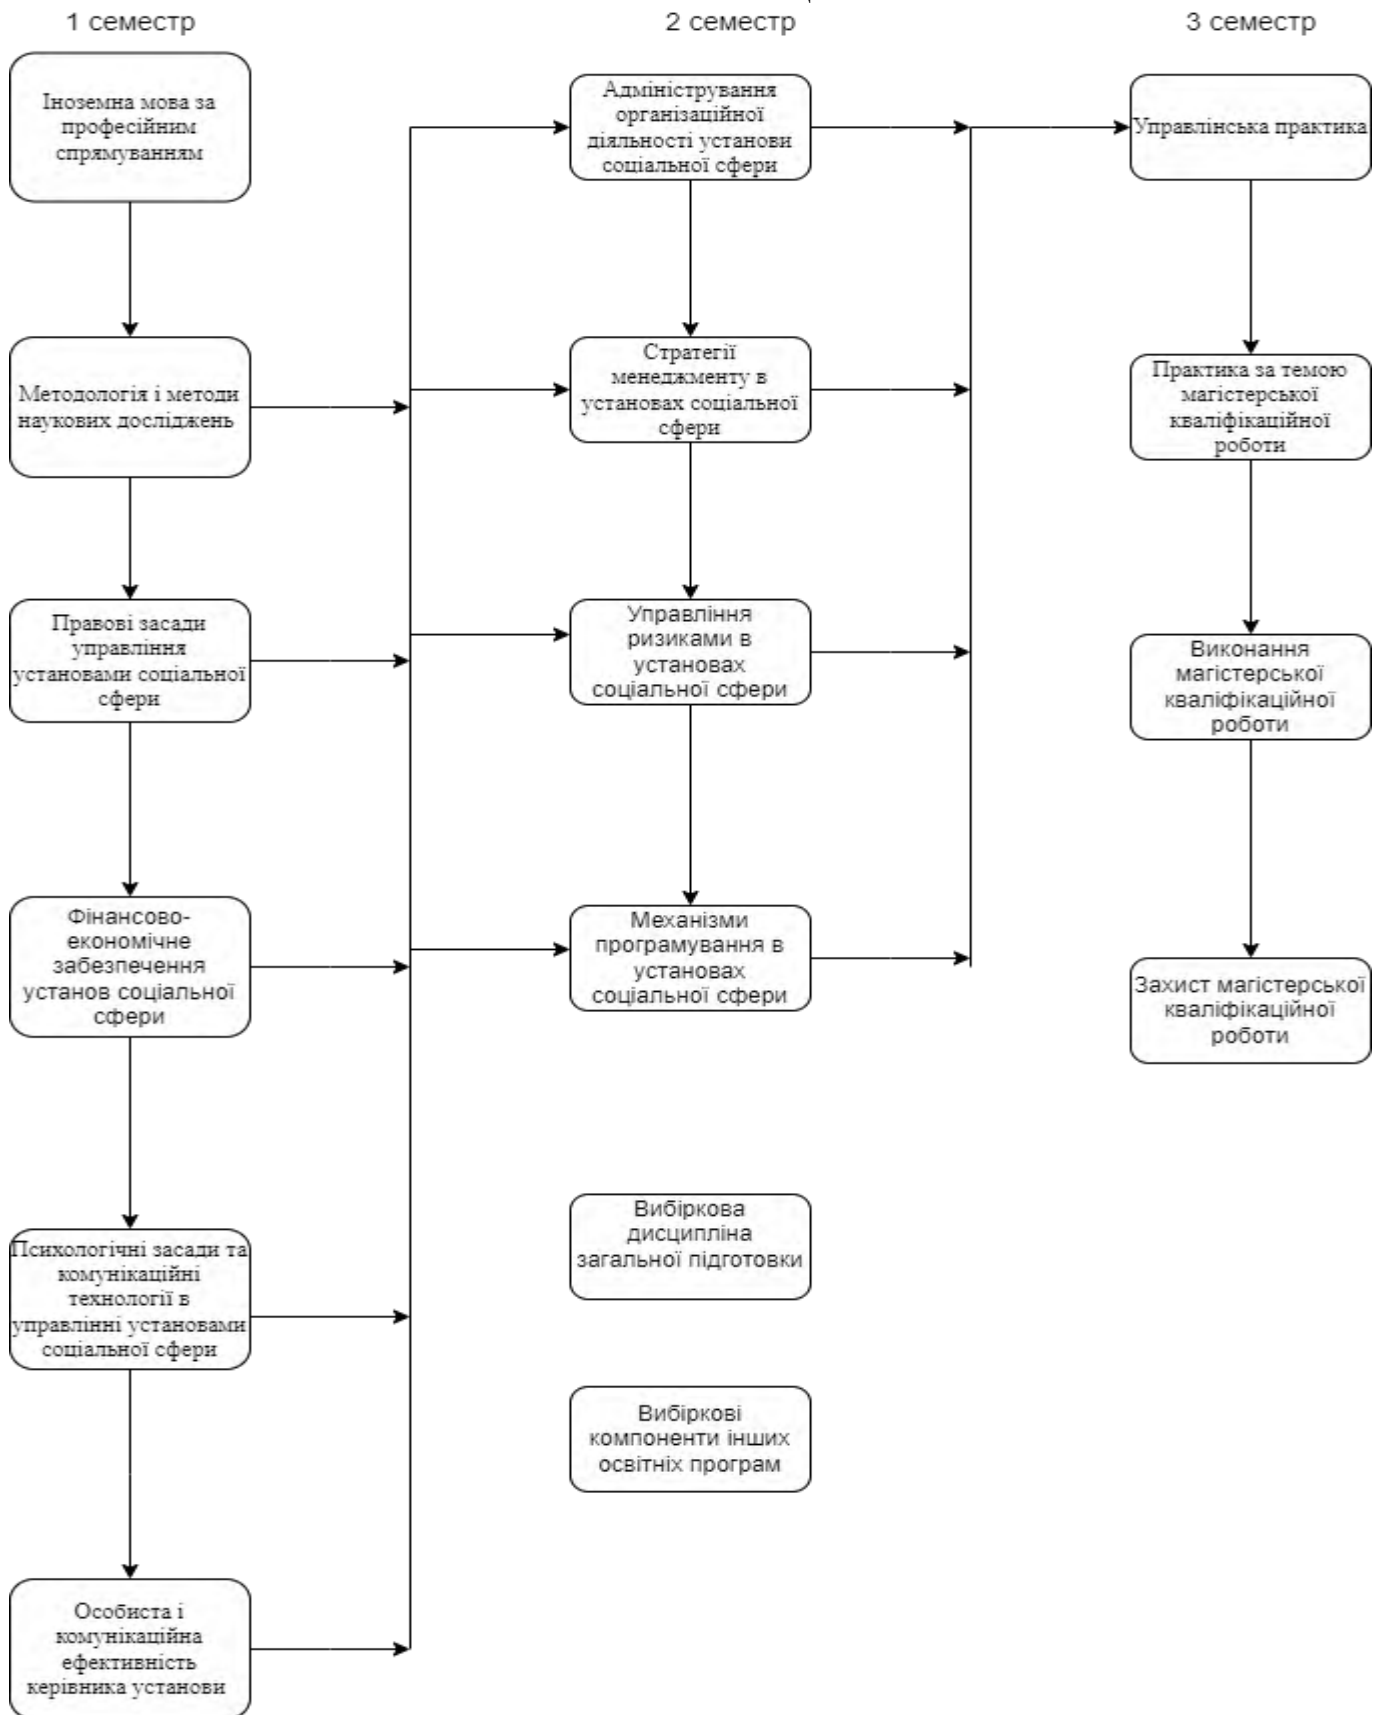 1 семестр
2 семестр
3 семестр
Іноземна мова за
професійним
спрямуванням
Методологія і методи
наукових досліджень
Правові засади
управління
установами соціальної
сфери
Фінансово-
економічне
забезпечення
установ соціальної
сфери
Психологічні засади та
комунікаційні
технології в
управлінні установами
соціальної сфери
Особиста і
комунікаційна
ефективність
керівника установи
Адміністрування
організаційної
діяльності установи
соціальної сфери
Стратегії
менеджменту в
установах соціальної
сфери
Управління
ризиками в
установах
соціальної сфери
Механізми
програмування в
установах
соціальної сфери
Вибіркова
дисципліна
загальної підготовки
Вибіркові
компоненти інших
освітніх програм
Управлінська практика
Практика за темою
магістерської
кваліфікаційної
роботи
Виконання
магістерської
кваліфікаційної
роботи
Захист магістерської
кваліфікаційної
роботи